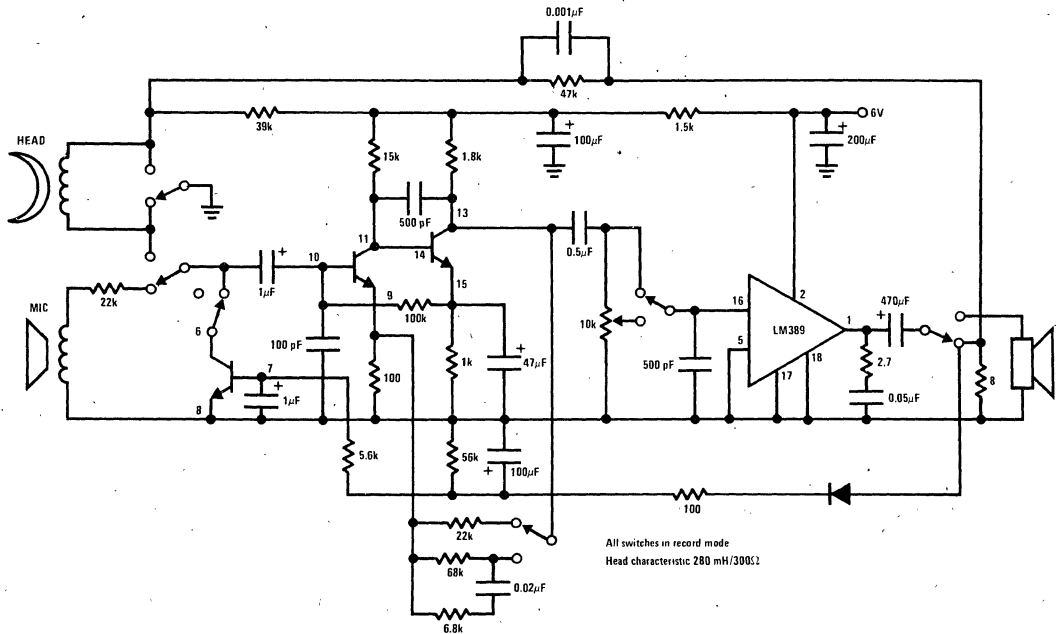 0.001µF
47k
6V
39k
1.5k
HEAD
15k
1.8k
+
100µF
+
200µF
500 pF
13
11
14
0.5µF
10
+
1µF
15
9
100k
22k
MIC
6
100 pF
10k
16
2
LM389
1
470µF
+
5
18
17
2.7
500 pF
0.05µF
8
100
1k
+
47µF
7
+
1µF
8
5.6k
56k
+
100µF
100
22k
68k
0.02µF
6.8k
All switches in record mode
Head characteristic 280 mH/300Ω